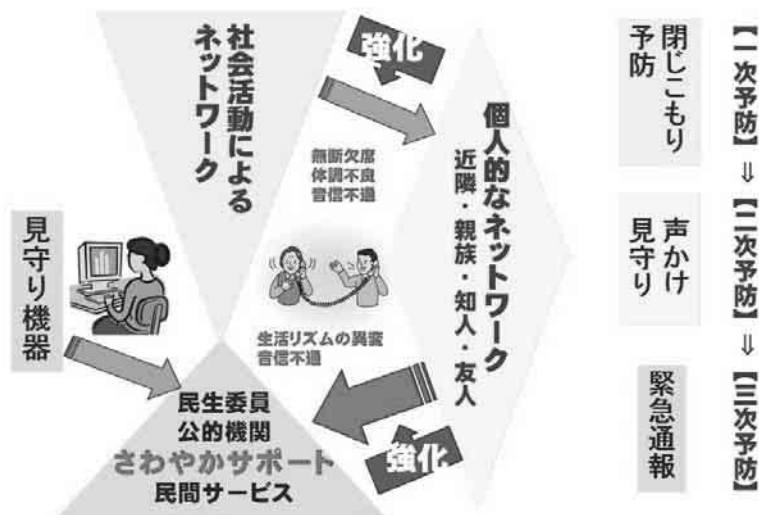 社会活動による
ネットワーク
強化
無断欠席
体調不良
音信不通
個人的なネットワーク
近隣・親族・知人・友人
見守り機器
生活リズムの異変
音信不通
強化
民生委員
公的機関
さわやかサポート
民間サービス
【一次予防】
閉じこもり
予防
⇓
【二次予防】
声かけ
見守り
⇓
【三次予防】
緊急通報